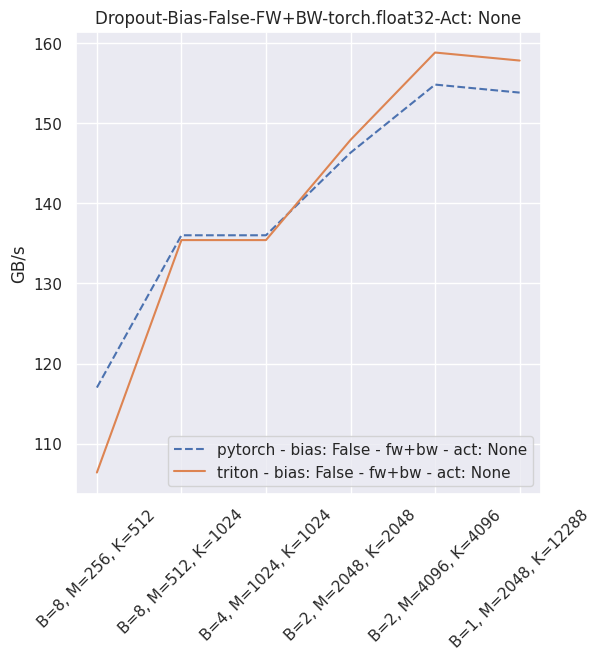 Dropout-Bias-False-FW+BW-torch.float32-Act: None
160
150
140
130
120
110
GB/s
pytorch - bias: False - fw+bw - act: None
triton - bias: False - fw+bw - act: None
B=8, M=256, K=512
B=8, M=512, K=1024
B=4, M=1024, K=1024
B=2, M=2048, K=2048
B=2, M=4096, K=4096
B=1, M=2048, K=12288